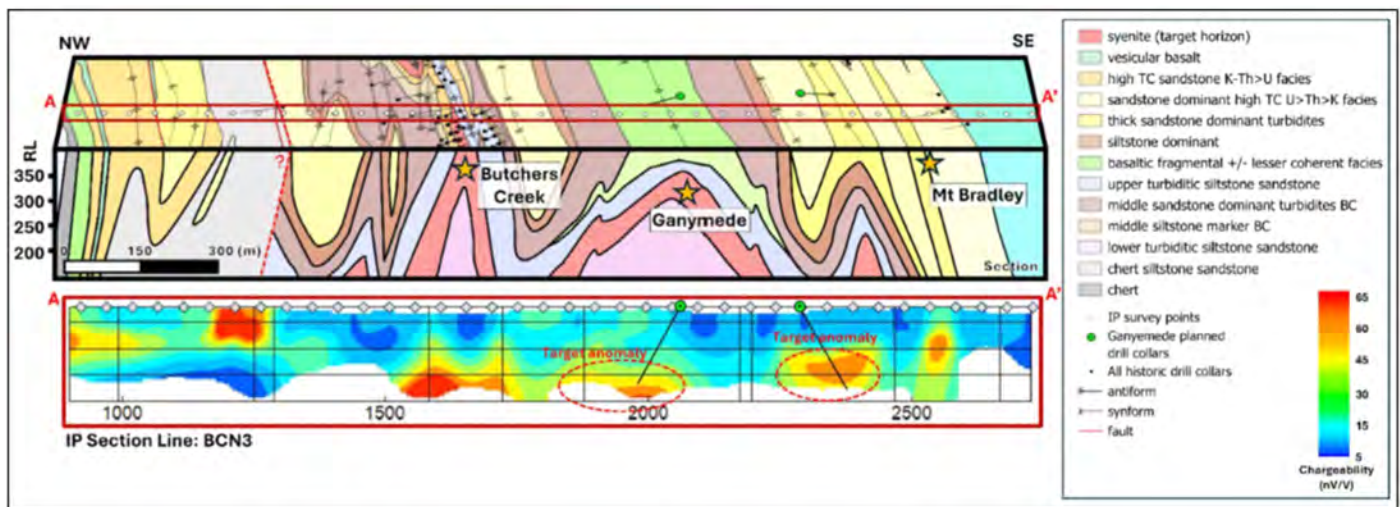 NW
SE
A
A'
RL
350
300
250
200
?
Butchers
Creek
Ganymede
Mt Bradley
0 150 300 (m)
Section
A
A'
Target anomaly
Target anomaly
1000 1500 2000 2500
IP Section Line: BCN3
syenite (target horizon)
vesicular basalt
high TC sandstone K-Th>U facies
sandstone dominant high TC U>Th>K facies
thick sandstone dominant turbidites
siltstone dominant
basaltic fragmental +/- lesser coherent facies
upper turbiditic siltstone sandstone
middle sandstone dominant turbidites BC
middle siltstone marker BC
lower turbiditic siltstone sandstone
chert siltstone sandstone
chert
IP survey points
Ganyemede planned
drill collars
All historic drill collars
antiform
synform
fault
65
60
45
30
15
5
Chargeability
(nV/V)